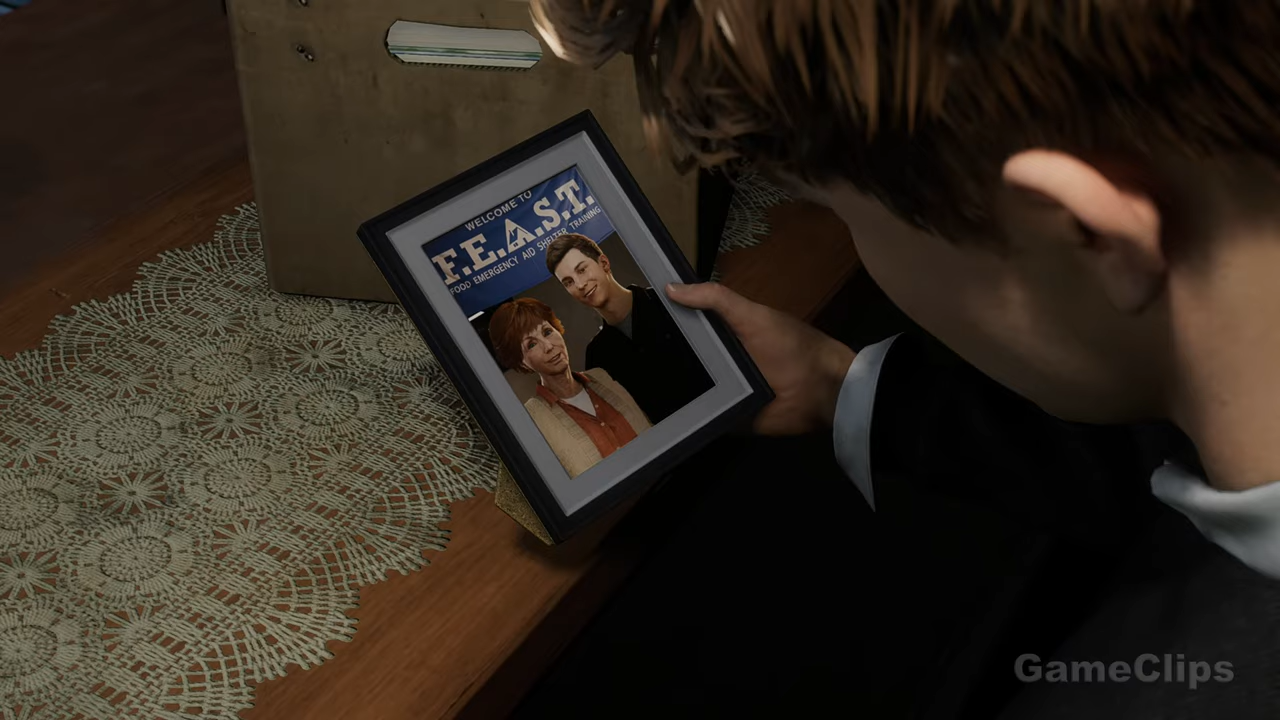 WELCOME TO
F.E.A.S.T.
FOOD EMERGENCY AID SHELTER TRAINING
GameClips